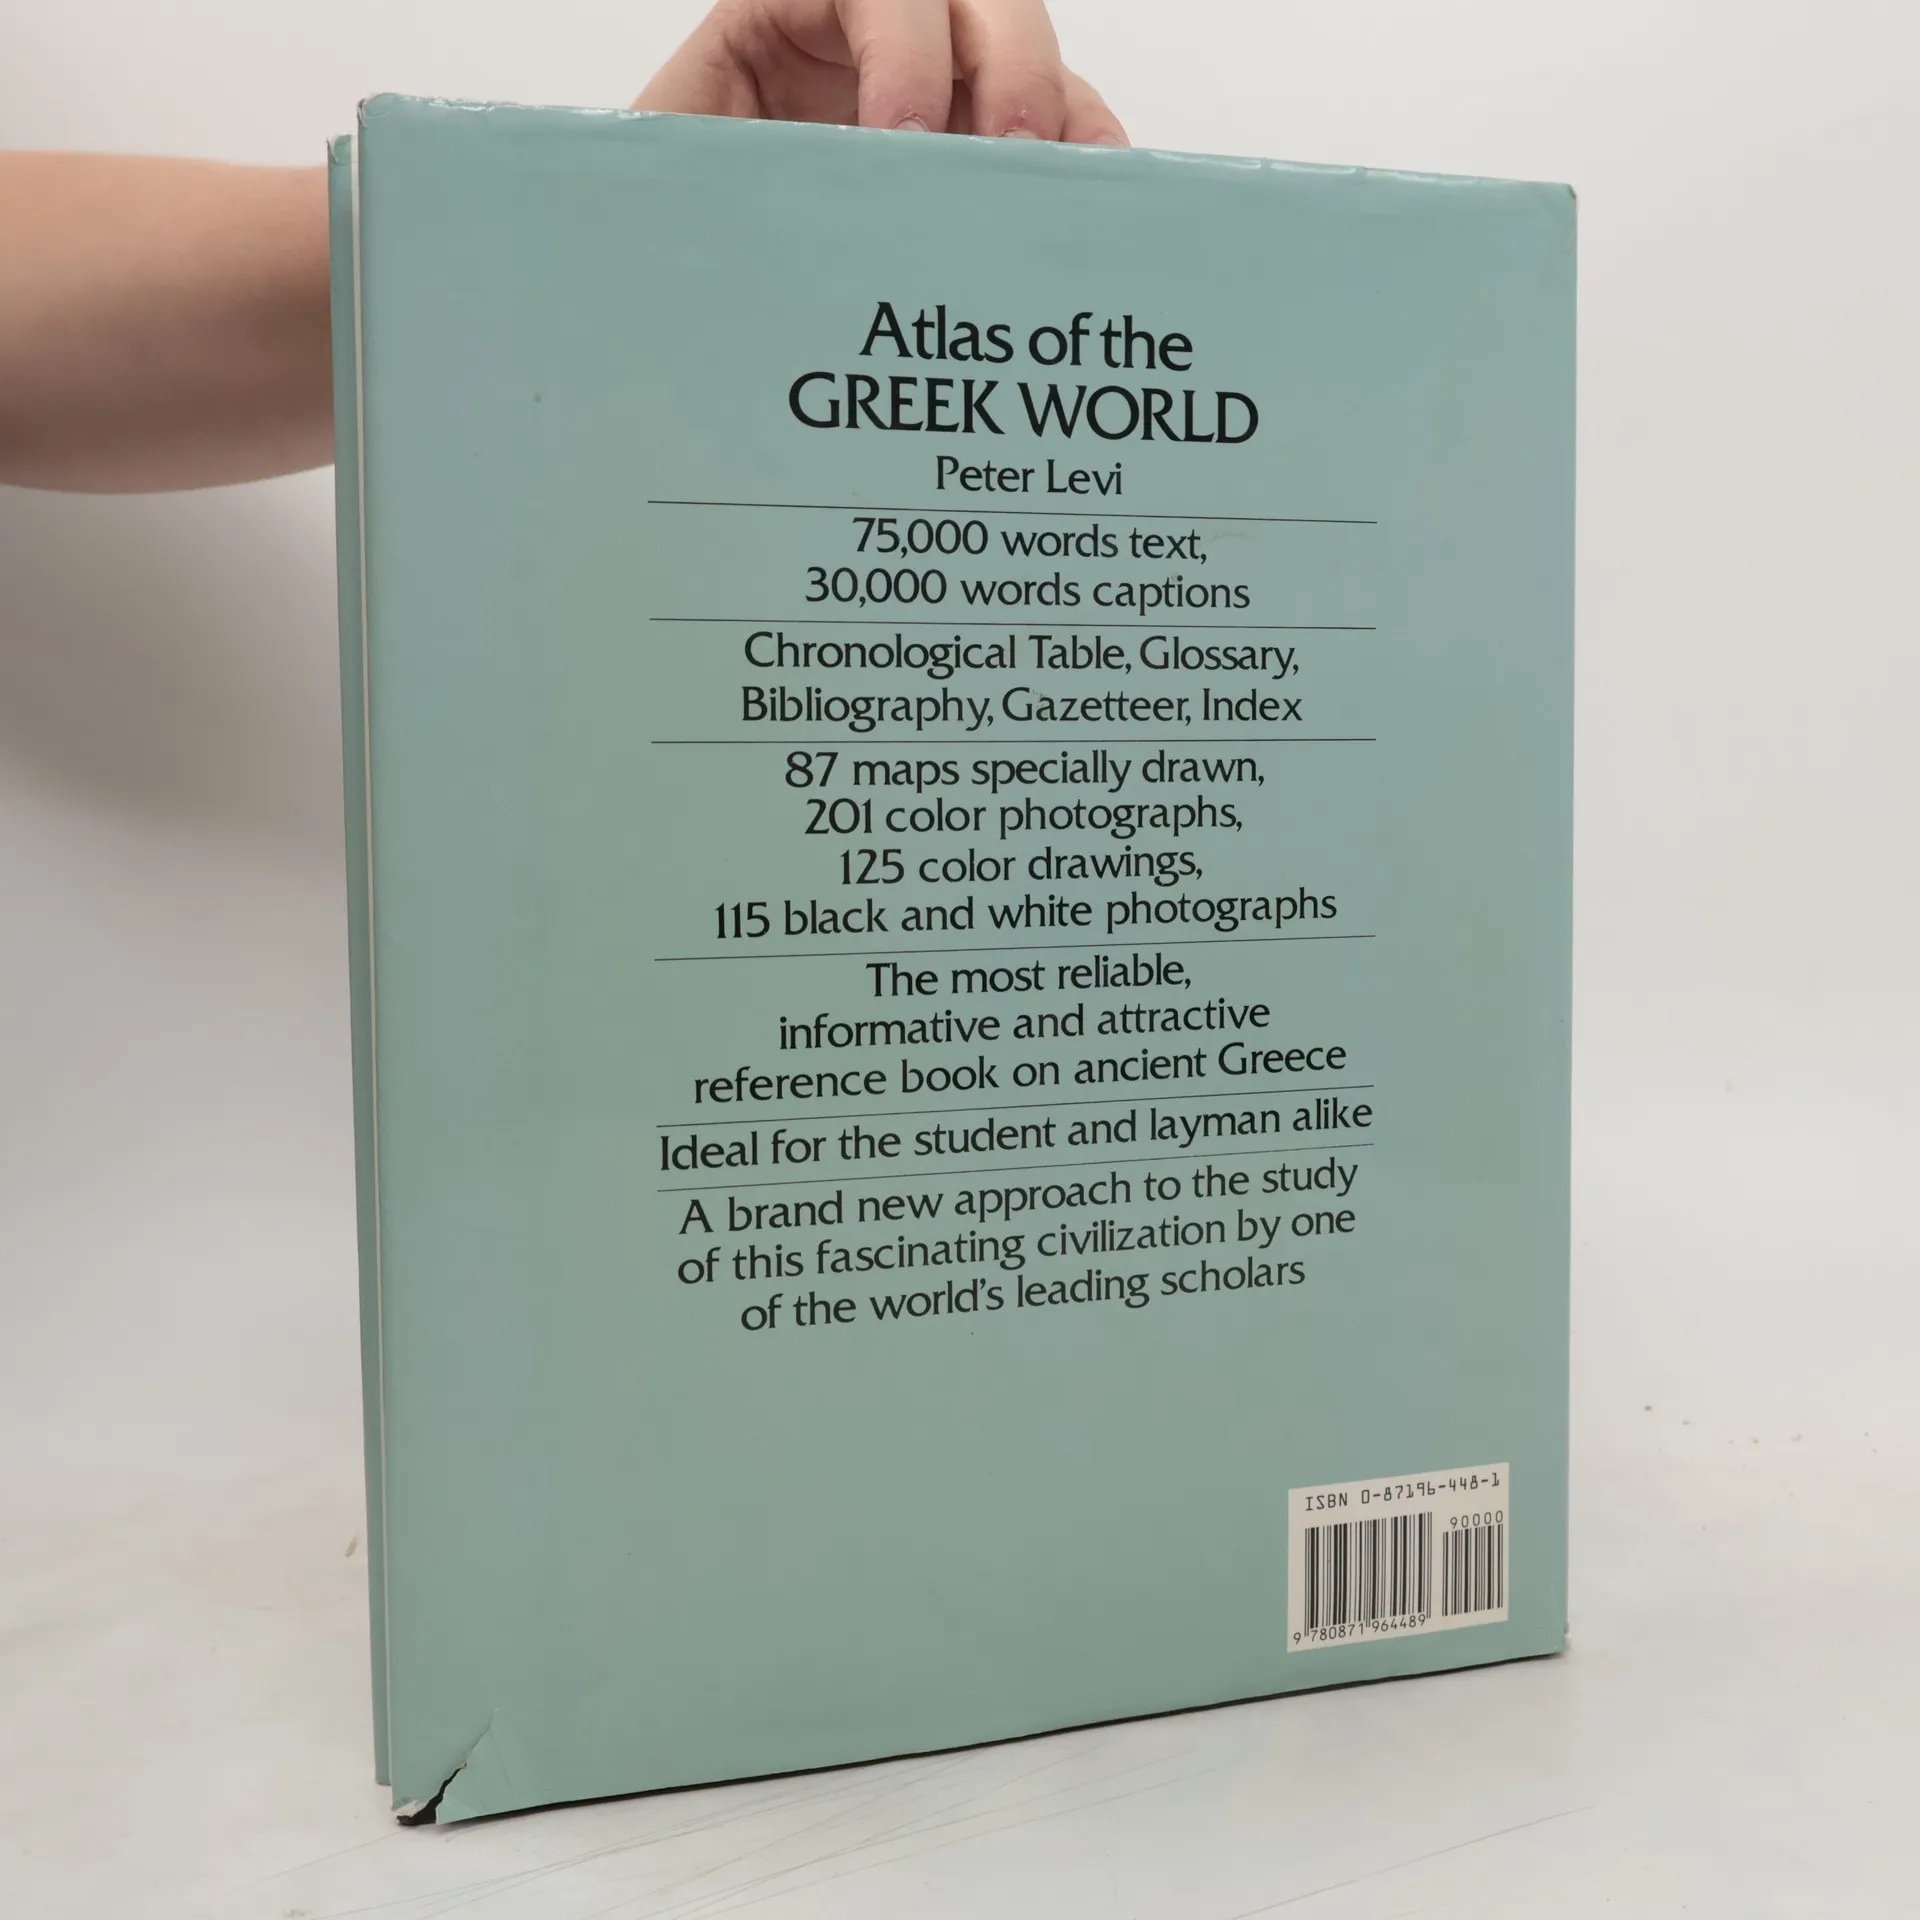 Atlas of the
GREEK WORLD
Peter Levi
75,000 words text,
30,000 words captions
Chronological Table, Glossary,
Bibliography, Gazetteer, Index
87 maps specially drawn,
201 color photographs,
125 color drawings,
115 black and white photographs
The most reliable,
informative and attractive
reference book on ancient Greece
Ideal for the student and layman alike
A brand new approach to the study
of this fascinating civilization by one
of the world's leading scholars
ISBN 0-87196-448-1
90000
9 780871 964489